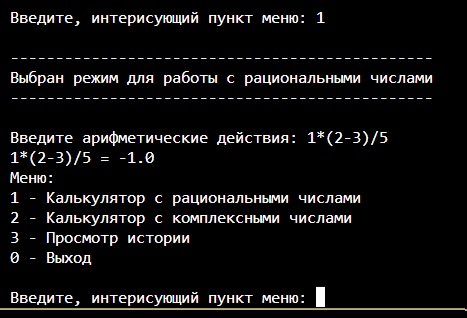 Введите, интерисующий пункт меню: 1
----------------------------------------------
Выбран режим для работы с рациональными числами
----------------------------------------------
Введите арифметические действия: 1*(2-3)/5
1*(2-3)/5 = -1.0
Меню:
1 - Калькулятор с рациональными числами
2 - Калькулятор с комплексными числами
3 - Просмотр истории
0 - Выход
Введите, интерисующий пункт меню: